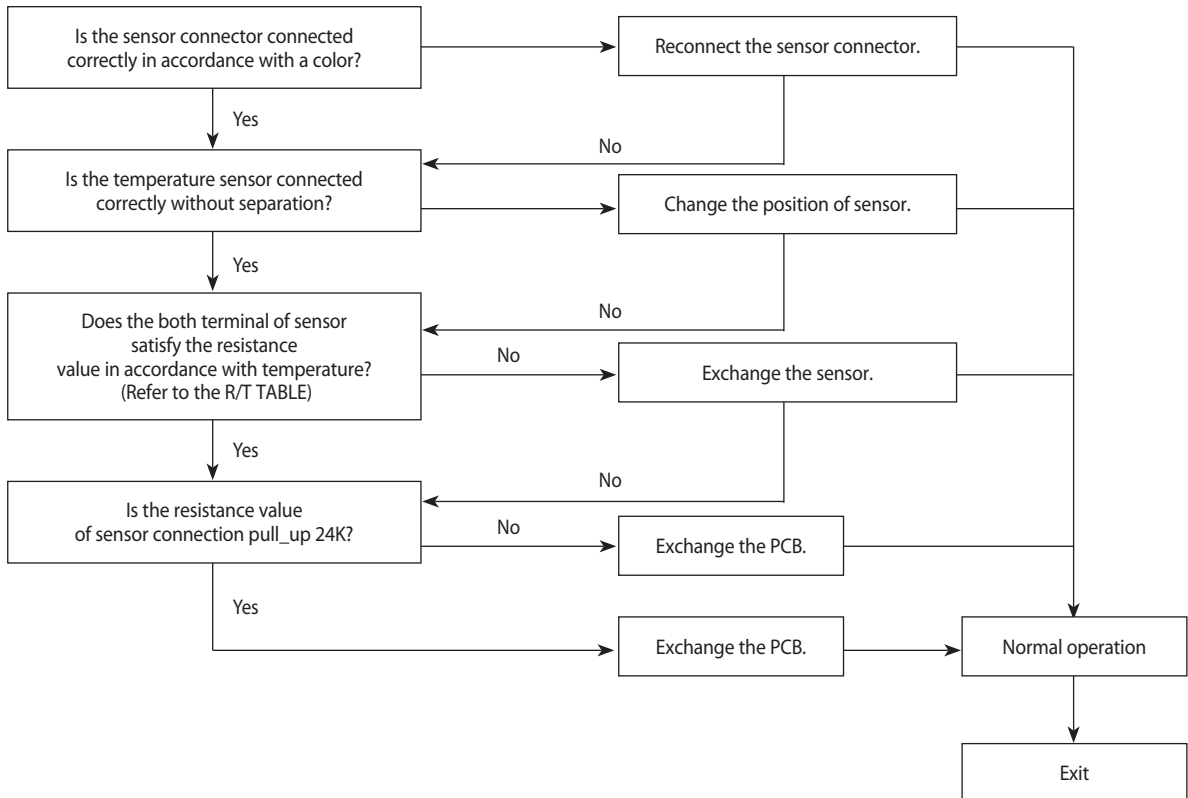 Is the sensor connector connected
correctly in accordance with a color?
Reconnect the sensor connector.
Yes
No
Is the temperature sensor connected
correctly without separation?
Change the position of sensor.
Yes
No
Does the both terminal of sensor
satisfy the resistance
value in accordance with temperature?
(Refer to the R/T TABLE)
No
Exchange the sensor.
Yes
No
Is the resistance value
of sensor connection pull_up 24K?
No
Exchange the PCB.
Yes
Exchange the PCB.
Normal operation
Exit